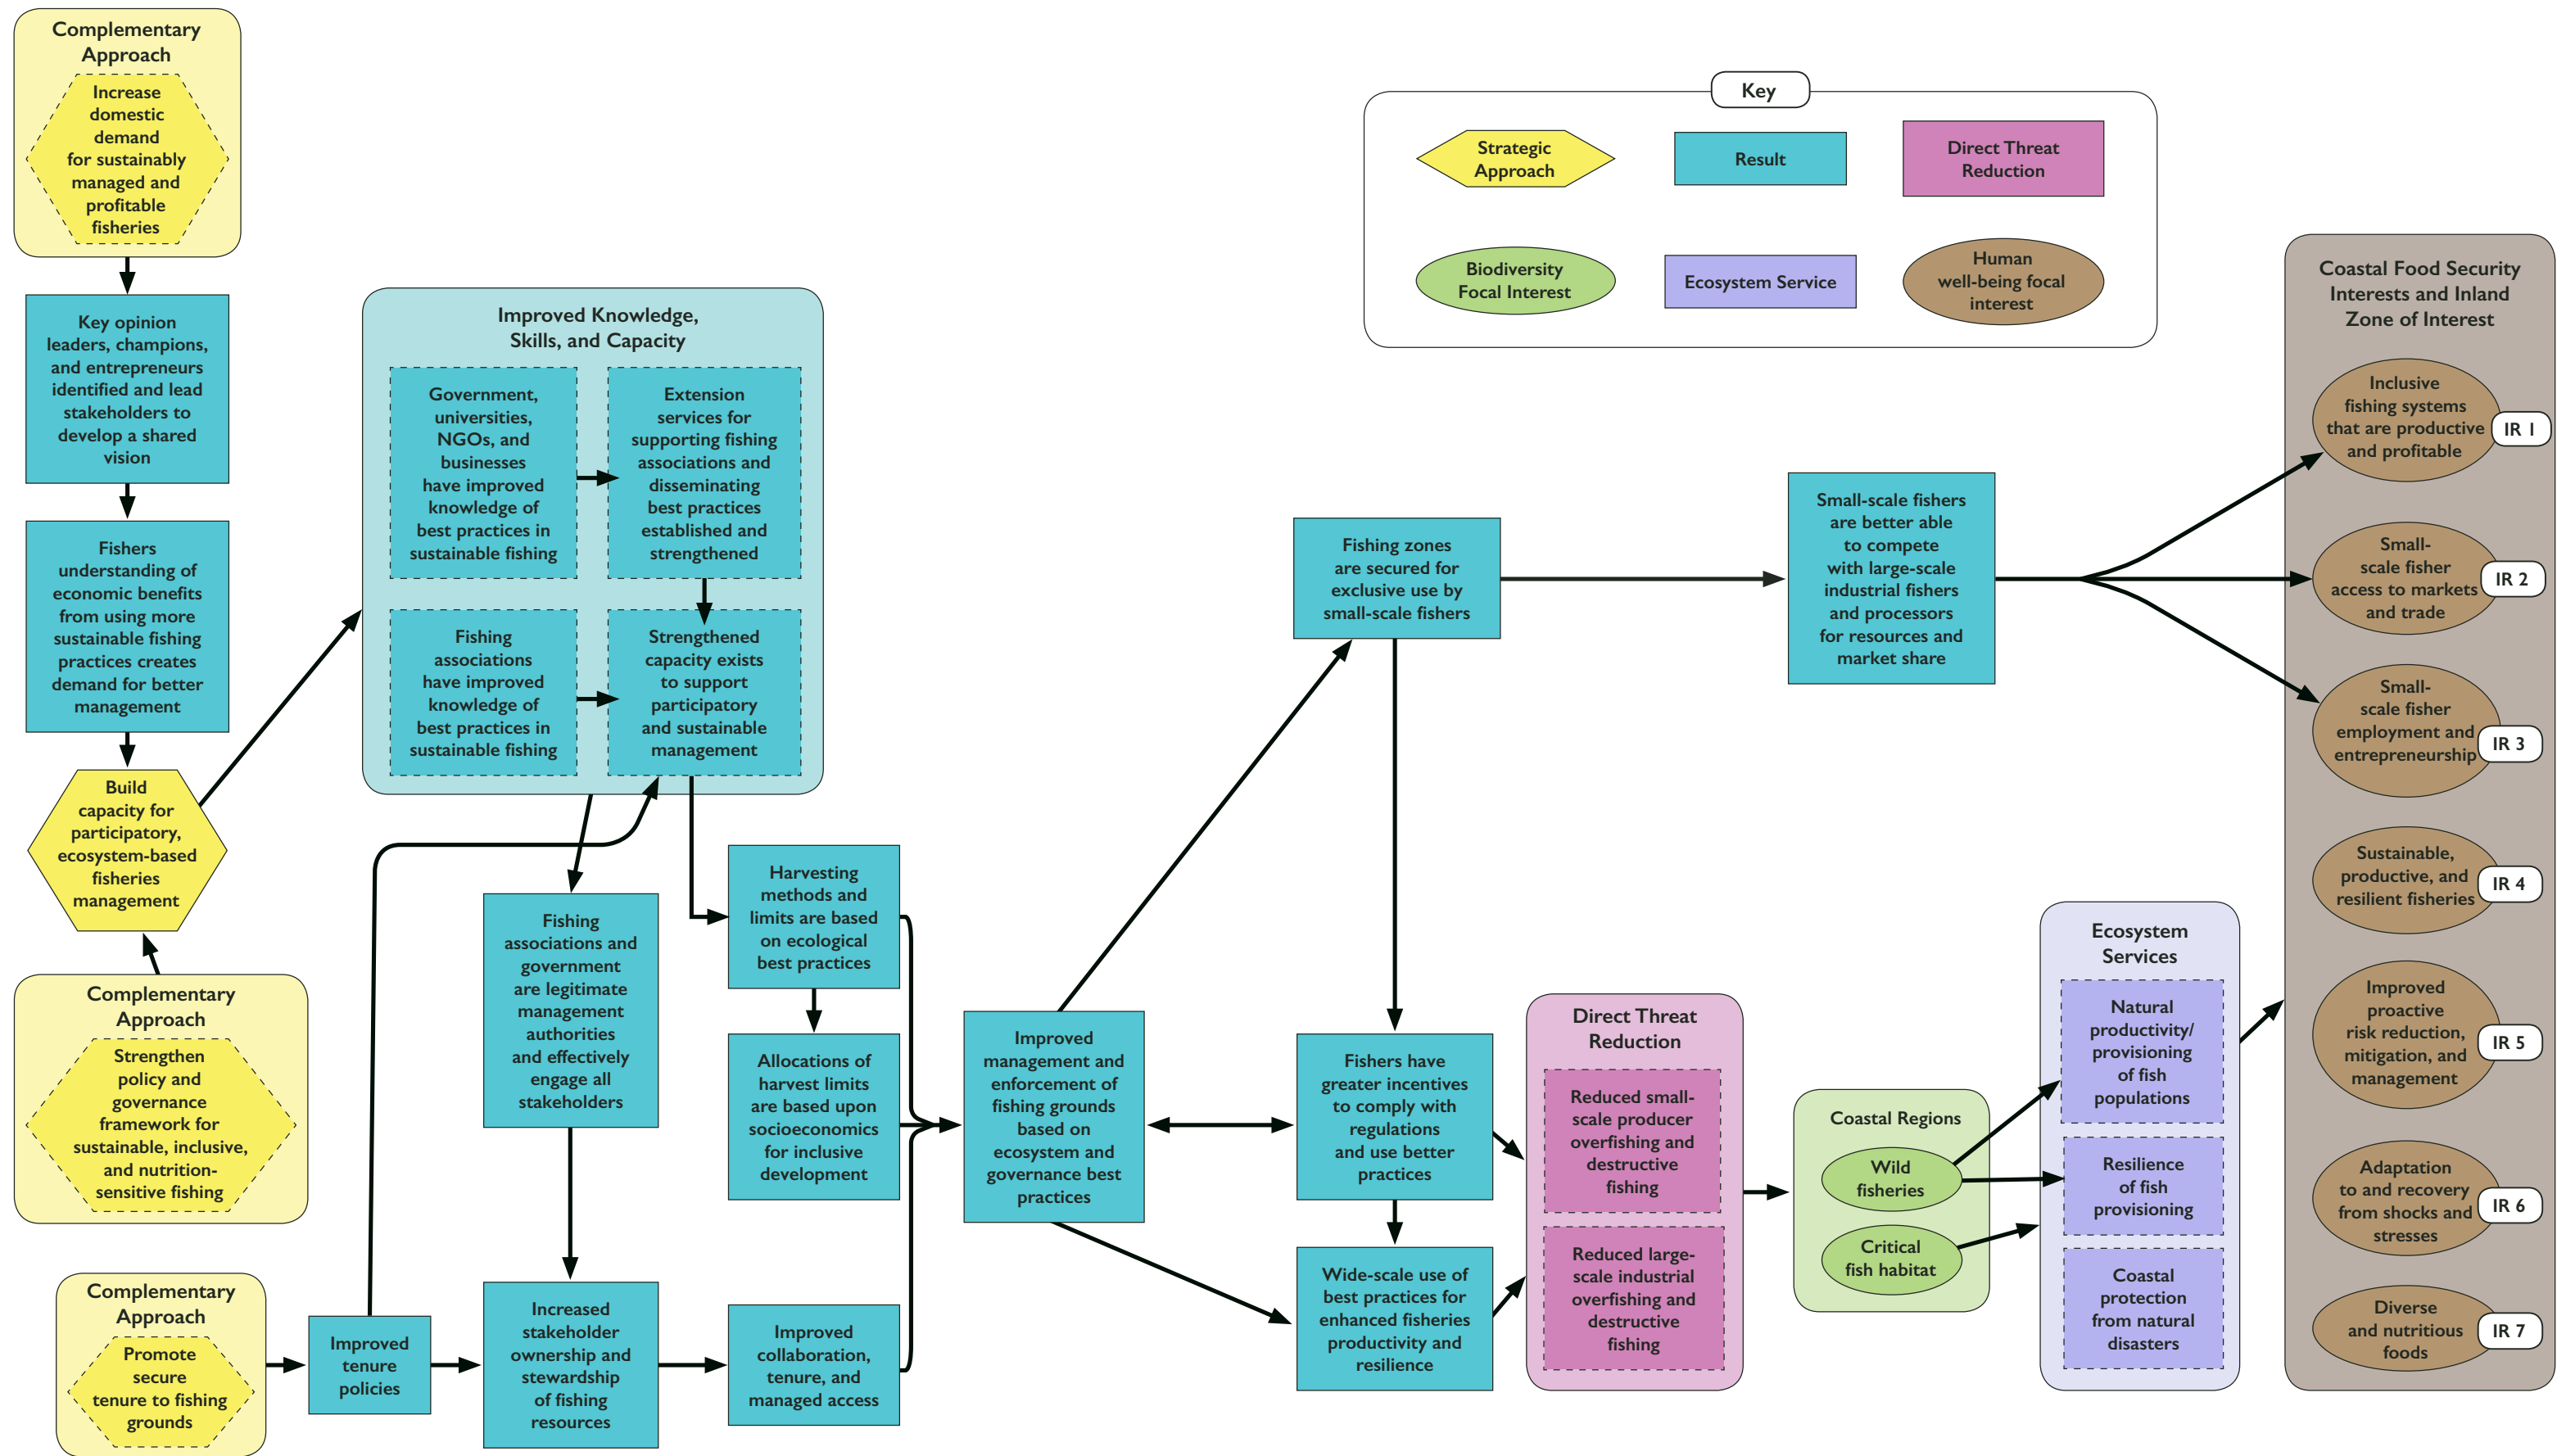 Complementary
Approach
Increase
domestic
demand
for sustainably
managed and
profitable
fisheries
Key opinion
leaders, champions,
and entrepreneurs
identified and lead
stakeholders to
develop a shared
vision
Fishers
understanding of
economic benefits
from using more
sustainable fishing
practices creates
demand for better
management
Build
capacity for
participatory,
ecosystem-based
fisheries
management
Complementary
Approach
Strengthen
policy and
governance
framework for
sustainable, inclusive,
and nutrition-
sensitive fishing
Complementary
Approach
Promote
secure
tenure to fishing
grounds
Improved
tenure
policies
Improved Knowledge,
Skills, and Capacity
Government,
universities,
NGOs, and
businesses
have improved
knowledge of
best practices in
sustainable fishing
Extension
services for
supporting fishing
associations and
disseminating
best practices
established and
strengthened
Fishing
associations
have improved
knowledge of
best practices in
sustainable fishing
Strengthened
capacity exists
to support
participatory
and sustainable
management
Fishing
associations and
government
are legitimate
management
authorities
and effectively
engage all
stakeholders
Increased
stakeholder
ownership and
stewardship
of fishing
resources
Harvesting
methods and
limits are based
on ecological
best practices
Allocations of
harvest limits
are based upon
socioeconomics
for inclusive
development
Improved
collaboration,
tenure, and
managed access
Improved
management and
enforcement of
fishing grounds
based on
ecosystem and
governance best
practices
Fishing zones
are secured for
exclusive use by
small-scale fishers
Fishers have
greater incentives
to comply with
regulations
and use better
practices
Wide-scale use of
best practices for
enhanced fisheries
productivity and
resilience
Key
Strategic
Approach
Result
Direct Threat
Reduction
Biodiversity
Focal Interest
Ecosystem Service
Human
well-being focal
interest
Small-scale fishers
are better able
to compete
with large-scale
industrial fishers
and processors
for resources and
market share
Direct Threat
Reduction
Reduced small-
scale producer
overfishing and
destructive
fishing
Reduced large-
scale industrial
overfishing and
destructive
fishing
Coastal Regions
Wild
fisheries
Critical
fish habitat
Ecosystem
Services
Natural
productivity/
provisioning
of fish
populations
Resilience
of fish
provisioning
Coastal
protection
from natural
disasters
Coastal Food Security
Interests and Inland
Zone of Interest
Inclusive
fishing systems
that are productive
and profitable
IR 1
Small-
scale fisher
access to markets
and trade
IR 2
Small-
scale fisher
employment and
entrepreneurship
IR 3
Sustainable,
productive, and
resilient fisheries
IR 4
Improved
proactive
risk reduction,
mitigation, and
management
IR 5
Adaptation
to and recovery
from shocks and
stresses
IR 6
Diverse
and nutritious
foods
IR 7